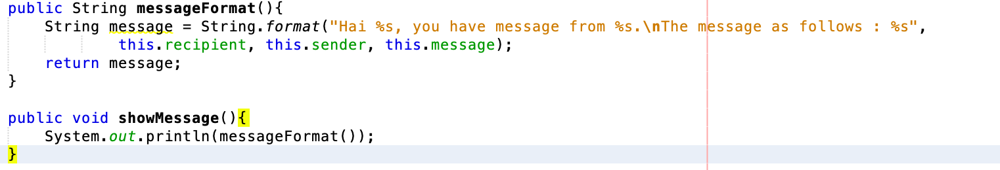 public String messageFormat(){
    String message = String.format("Hai %s, you have message from %s.\nThe message as follows : %s",
            this.recipient, this.sender, this.message);
    return message;
}

public void showMessage(){
    System.out.println(messageFormat());
}